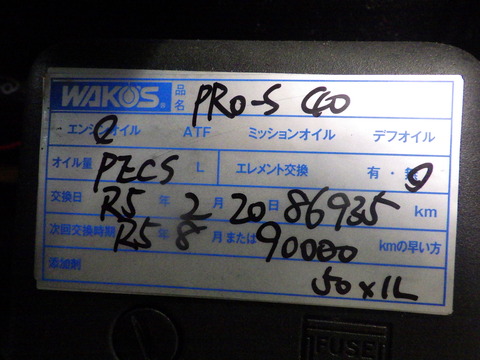 WAKO'S® 品名 PRO-S 40
エンジンオイル ATF ミッションオイル デフオイル
オイル量 PECS L エレメント交換 有・無
交換日 R5 年 2 月 20 日 86935 km
次回交換時期 R5 年 8 月または 90000 kmの早い方
添加剤 50×1L
FUSE